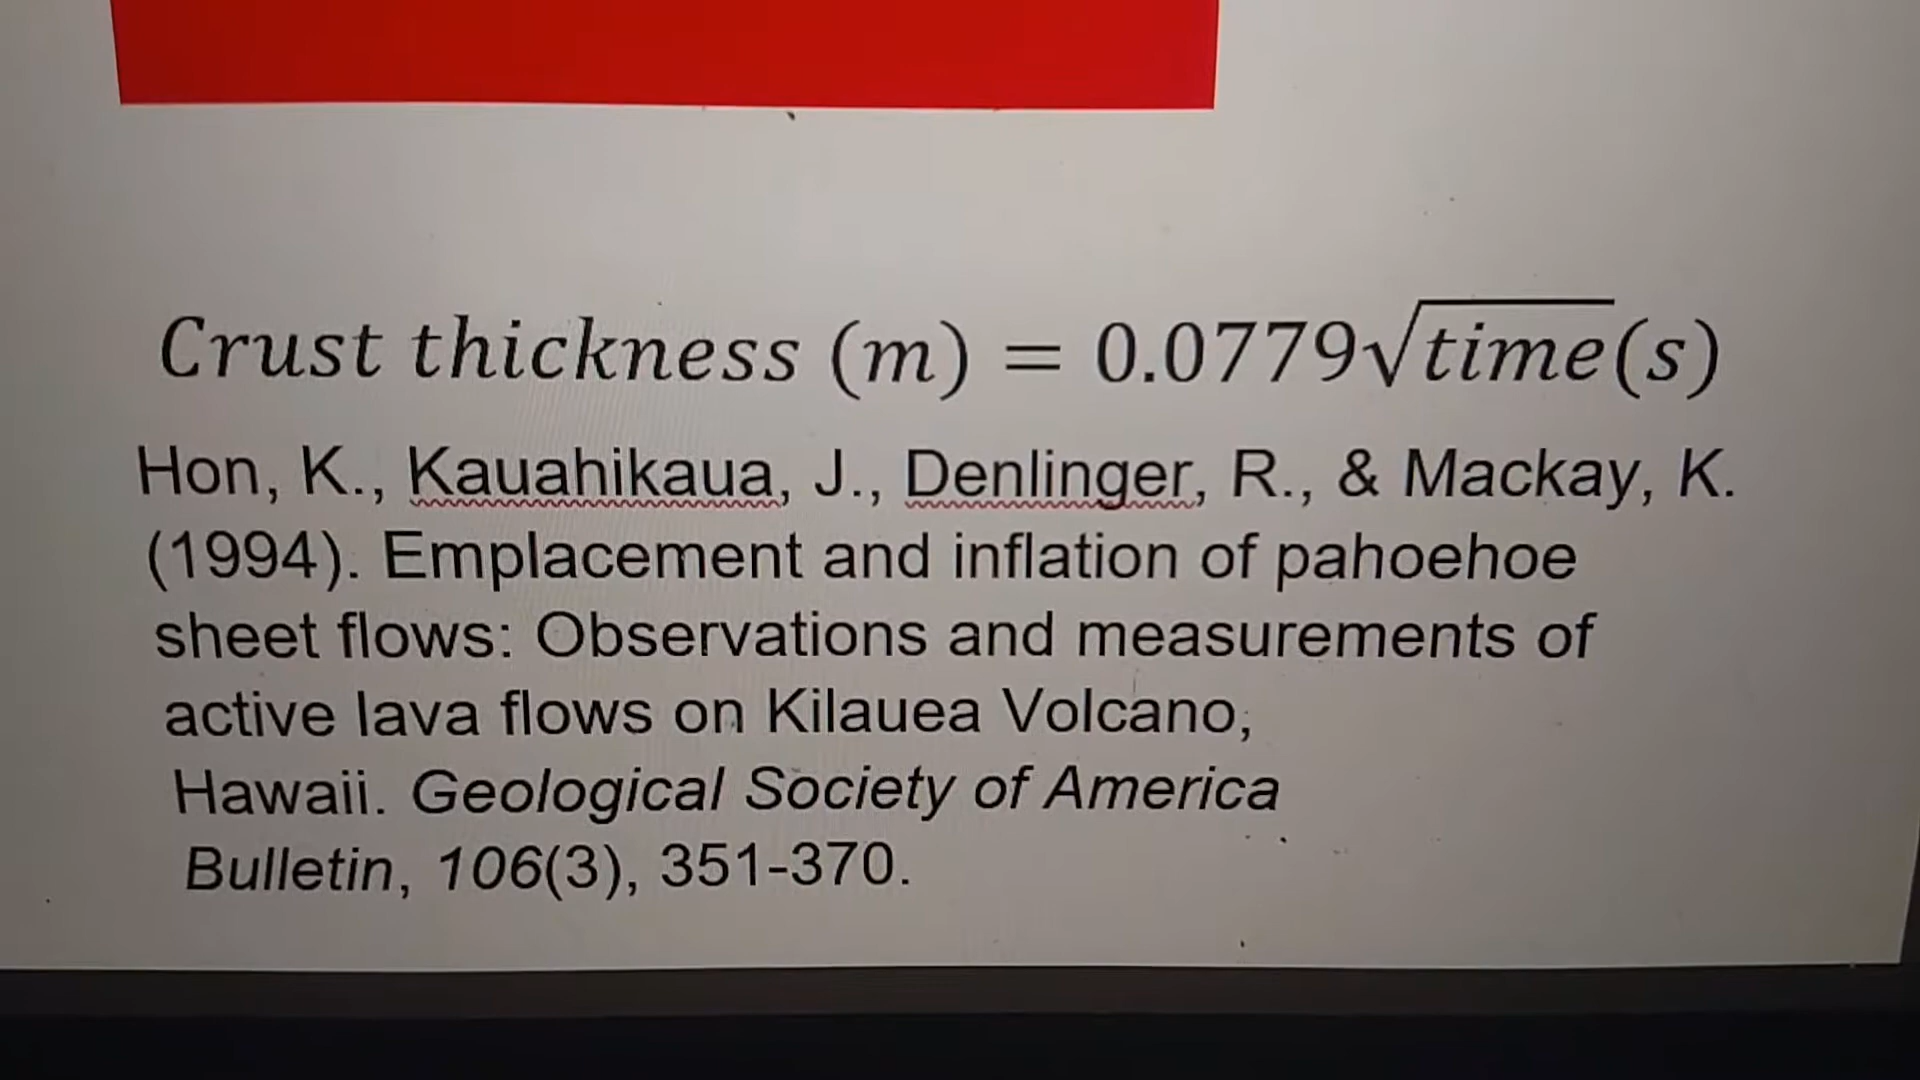 Crust thickness (m) = 0.0779√time(s)
Hon, K., Kauahikaua, J., Denlinger, R., & Mackay, K.
(1994). Emplacement and inflation of pahoehoe
sheet flows: Observations and measurements of
active lava flows on Kilauea Volcano,
Hawaii. Geological Society of America
Bulletin, 106(3), 351-370.